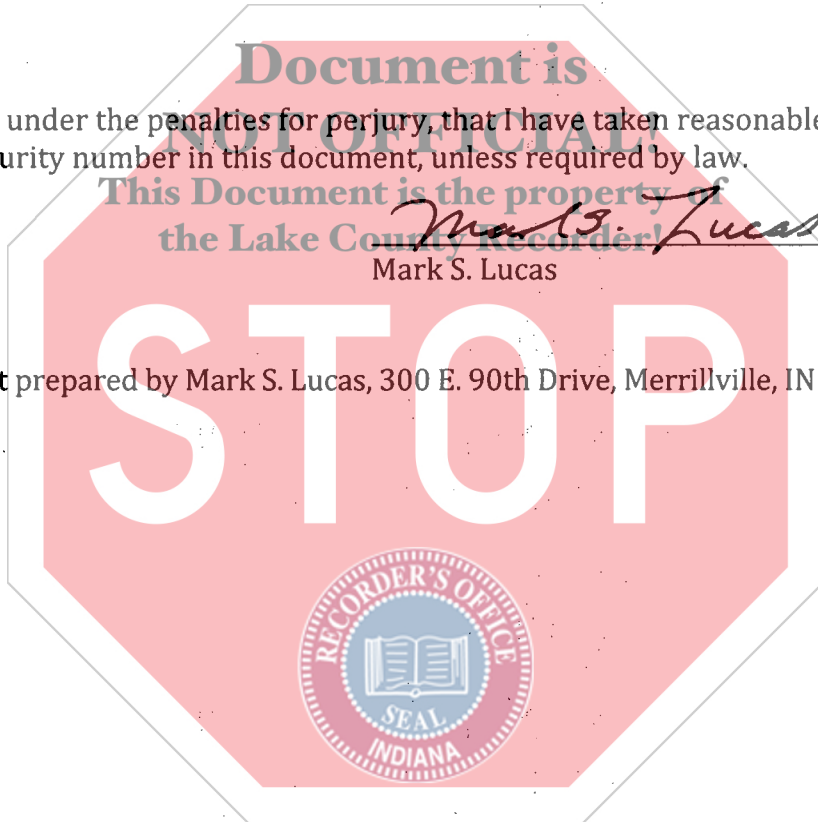 Document is
under the penalties for perjury, that I have taken reasonable
NOT OFFICIAL!
urity number in this document, unless required by law.
This Document is the property of
Mark S. Lucas
the Lake County Recorder!
Mark S. Lucas
STOP
t prepared by Mark S. Lucas, 300 E. 90th Drive, Merrillville, IN
RECORDER'S OFFICE
SEAL
INDIANA